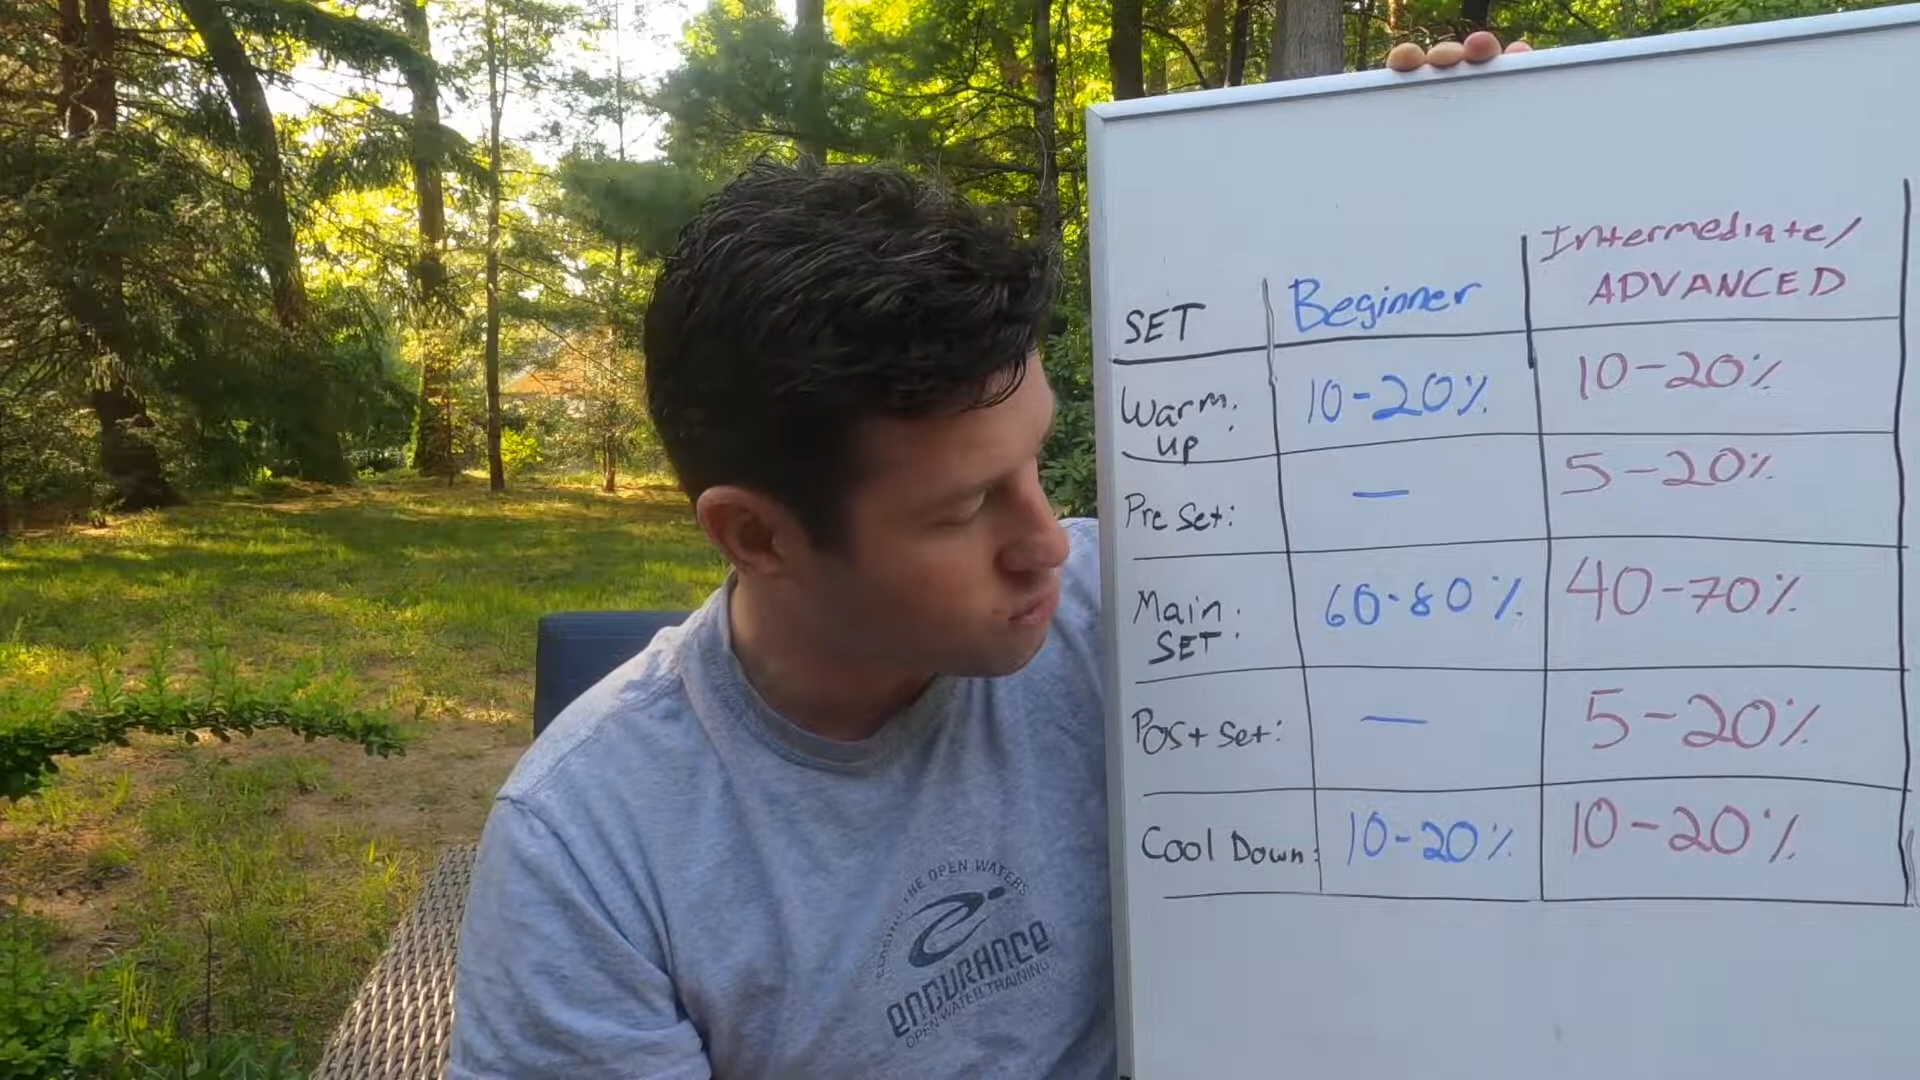 SET Beginner Intermediate/
ADVANCED
Warm up: 10-20% 10-20%
Pre Set: — 5-20%
Main SET: 60-80% 40-70%
Post Set: — 5-20%
Cool Down: 10-20% 10-20%
THE OPEN WATERS
ENDURANCE
OPEN WATER TRAINING